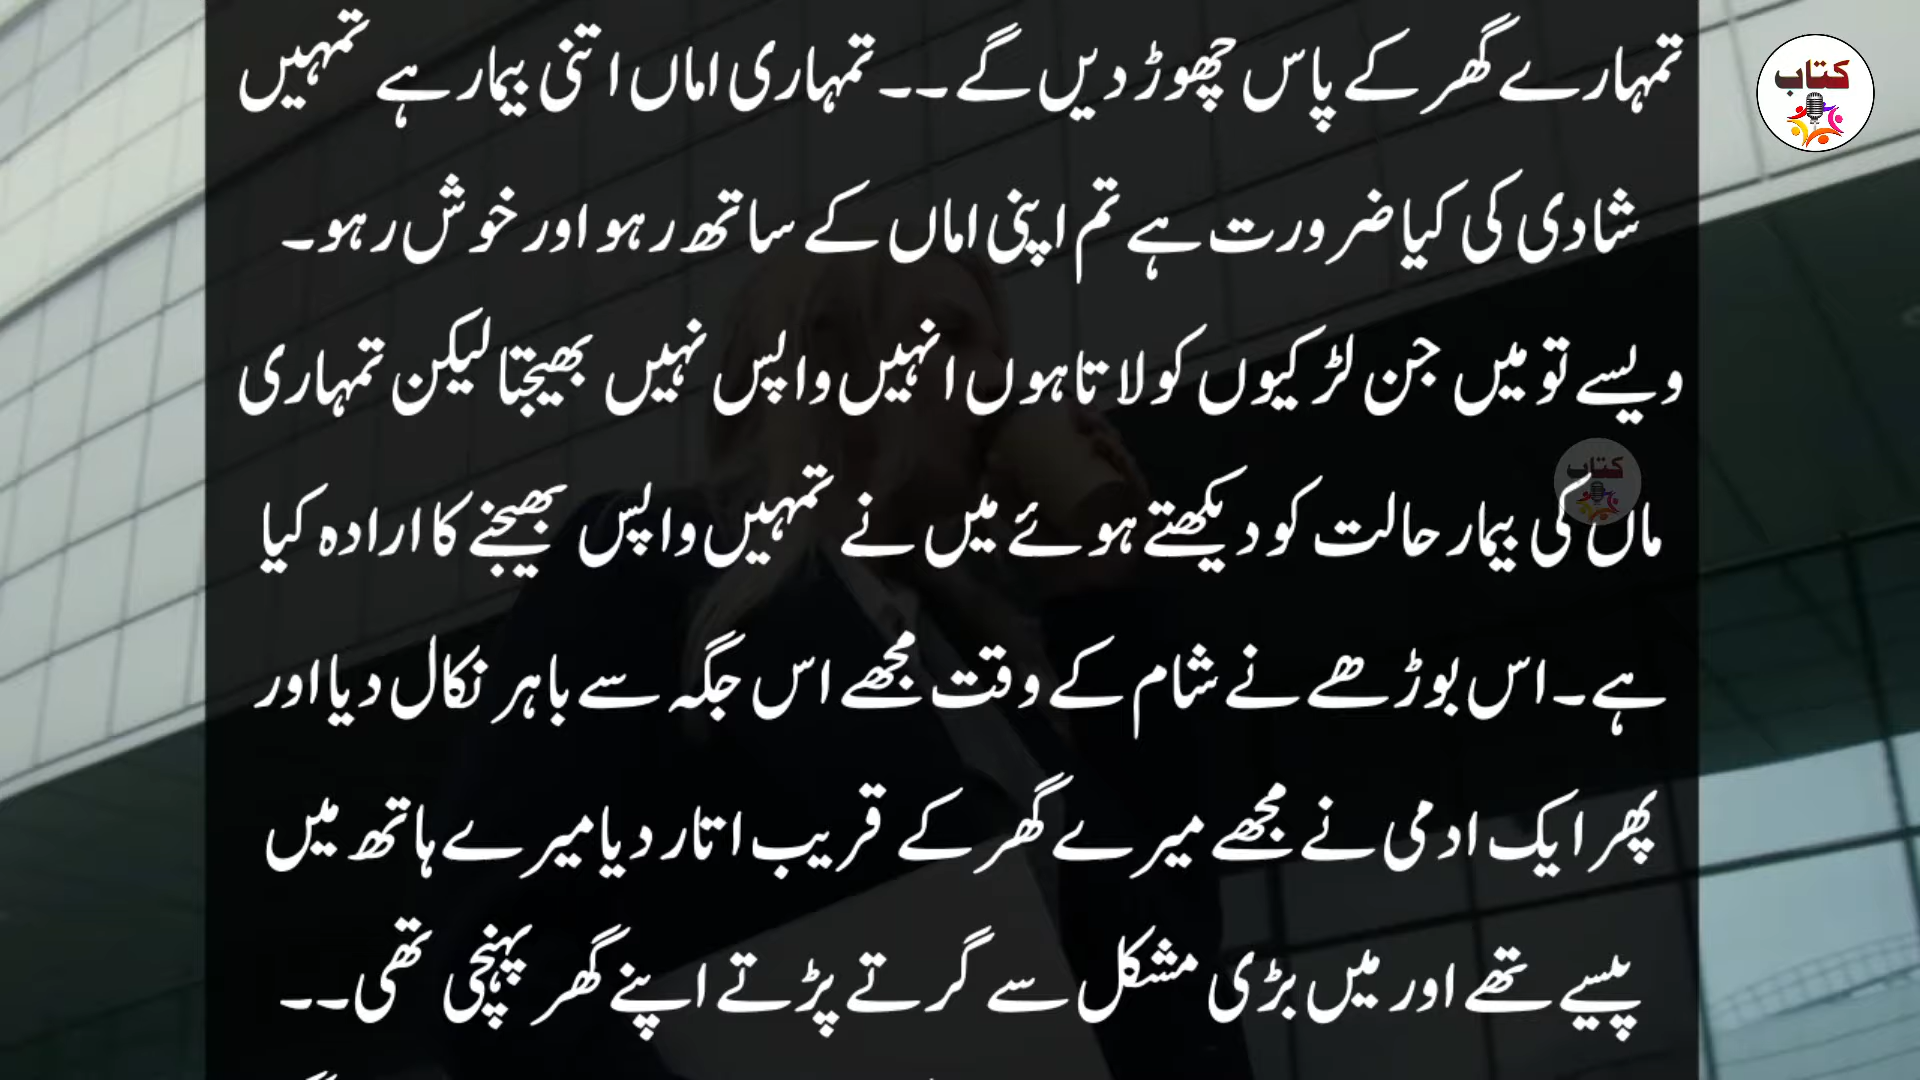 کتاب
تمہارے گھر کے پاس چھوڑ دیں گے۔۔ تمہاری اماں اتنی بیمار ہے تمہیں
شادی کی کیا ضرورت ہے تم اپنی اماں کے ساتھ رہو اور خوش رہو۔
ویسے تو میں جن لڑکیوں کو لاتا ہوں انہیں واپس نہیں بھیجتا لیکن تمہاری
کتاب
ماں کی بیمار حالت کو دیکھتے ہوئے میں نے تمہیں واپس بھیجنے کا ارادہ کیا
ہے۔ اس بوڑھے نے شام کے وقت مجھے اس جگہ سے باہر نکال دیا اور
پھر ایک ادمی نے مجھے میرے گھر کے قریب اتار دیا میرے ہاتھ میں
پیسے تھے اور میں بڑی مشکل سے گرتے پڑتے اپنے گھر پہنچی تھی۔۔